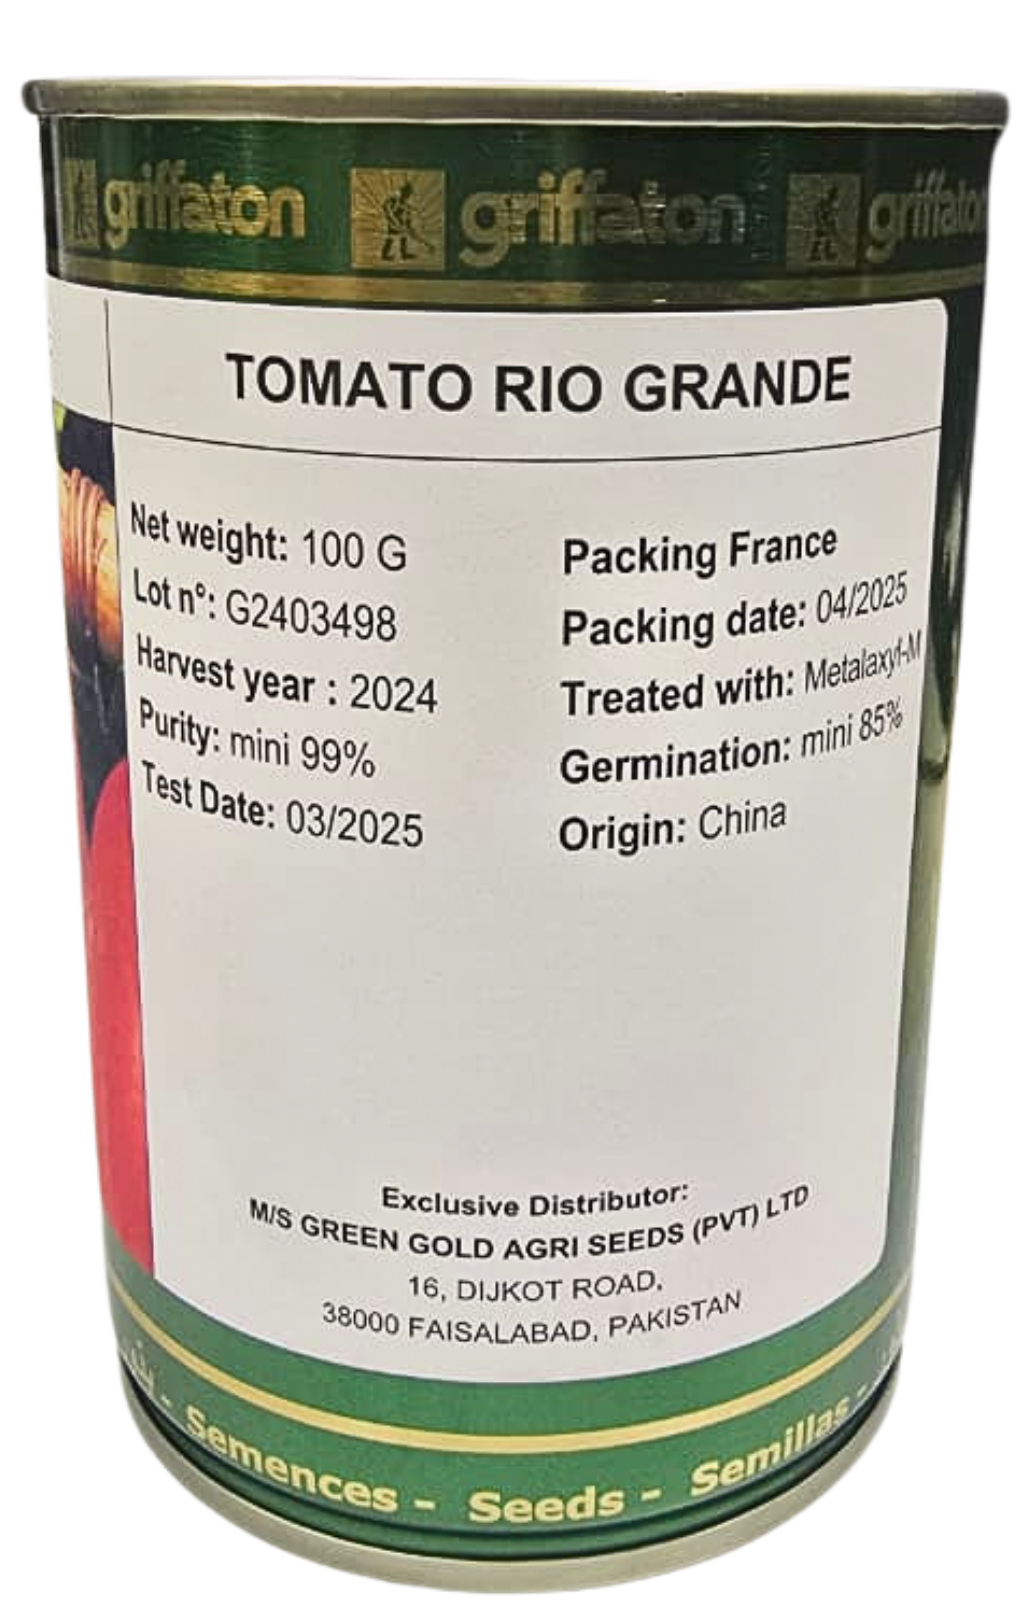 griffaton griffaton griffaton
TOMATO RIO GRANDE
Net weight: 100 G
Lot n°: G2403498
Harvest year : 2024
Purity: mini 99%
Test Date: 03/2025
Packing France
Packing date: 04/2025
Treated with: Metalaxyl-M
Germination: mini 85%
Origin: China
Exclusive Distributor:
M/S GREEN GOLD AGRI SEEDS (PVT) LTD
16, DIJKOT ROAD,
38000 FAISALABAD, PAKISTAN
- Semences - Seeds - Semillas -